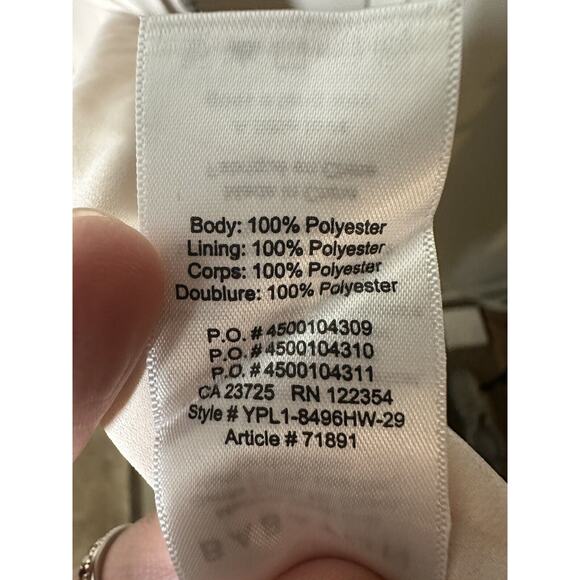 Body: 100% Polyester
Lining: 100% Polyester
Corps: 100% Polyester
Doublure: 100% Polyester
P.O. # 4500104309
P.O. # 4500104310
P.O. # 4500104311
CA 23725 RN 122354
Style # YPL1-8496HW-29
Article # 71891